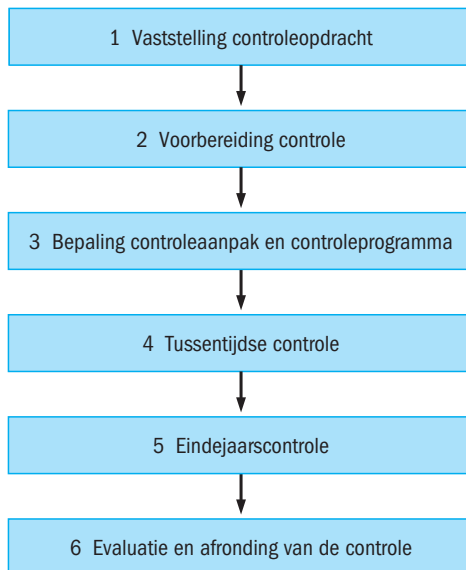 1 Vaststelling controleopdracht
2 Voorbereiding controle
3 Bepaling controleaanpak en controleprogramma
4 Tussentijdse controle
5 Eindejaarscontrole
6 Evaluatie en afronding van de controle